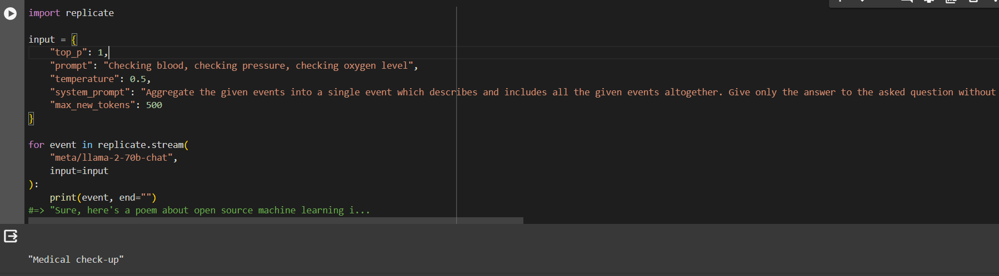 import replicate
input = {
"top_p": 1,
"prompt": "Checking blood, checking pressure, checking oxygen level",
"temperature": 0.5,
"system_prompt": "Aggregate the given events into a single event which describes and includes all the given events altogether. Give only the answer to the asked question without
"max_new_tokens": 500
}
for event in replicate.stream(
"meta/llama-2-70b-chat",
input=input
):
print(event, end="")
#=> "Sure, here's a poem about open source machine learning i...
"Medical check-up"